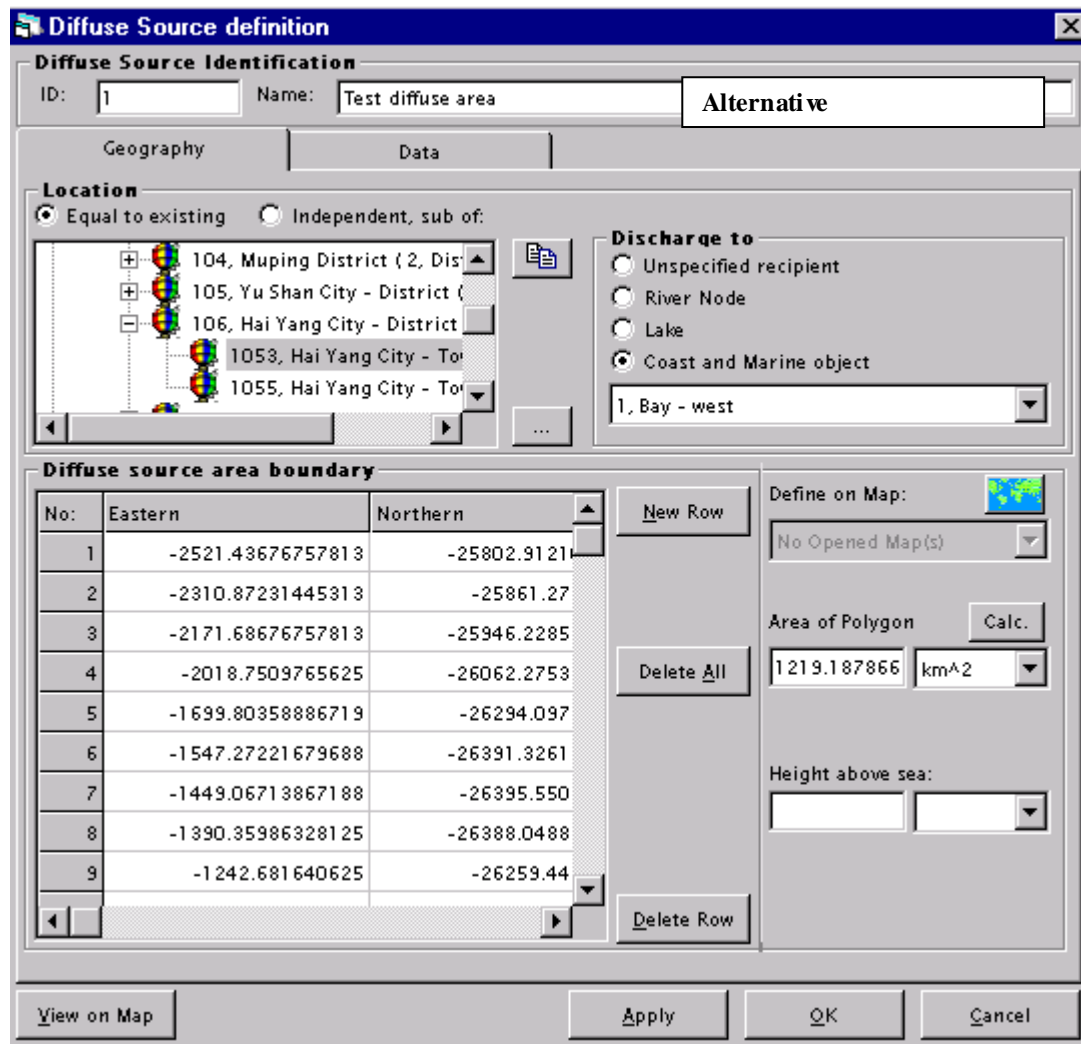 Diffuse Source definition
Diffuse Source Identification
ID: 1 Name: Test diffuse area
Alternative
Geography Data
Location
Equal to existing Independent, sub of:
104, Muping District ( 2, Dis
105, Yu Shan City - District (
106, Hai Yang City - District
1053, Hai Yang City - To
1055, Hai Yang City - To
...
Discharge to
Unspecified recipient
River Node
Lake
Coast and Marine object
1, Bay - west
Diffuse source area boundary
No: Eastern Northern
1 -2521.43676757813 -25802.9121
2 -2310.87231445313 -25861.27
3 -2171.68676757813 -25946.2285
4 -2018.7509765625 -26062.2753
5 -1699.80358886719 -26294.097
6 -1547.27221679688 -26391.3261
7 -1449.06713867188 -26395.550
8 -1390.35986328125 -26388.0488
9 -1242.681640625 -26259.44
New Row
Delete All
Delete Row
Define on Map:
No Opened Map(s)
Area of Polygon Calc.
1219.187866 km^2
Height above sea:
View on Map Apply OK Cancel